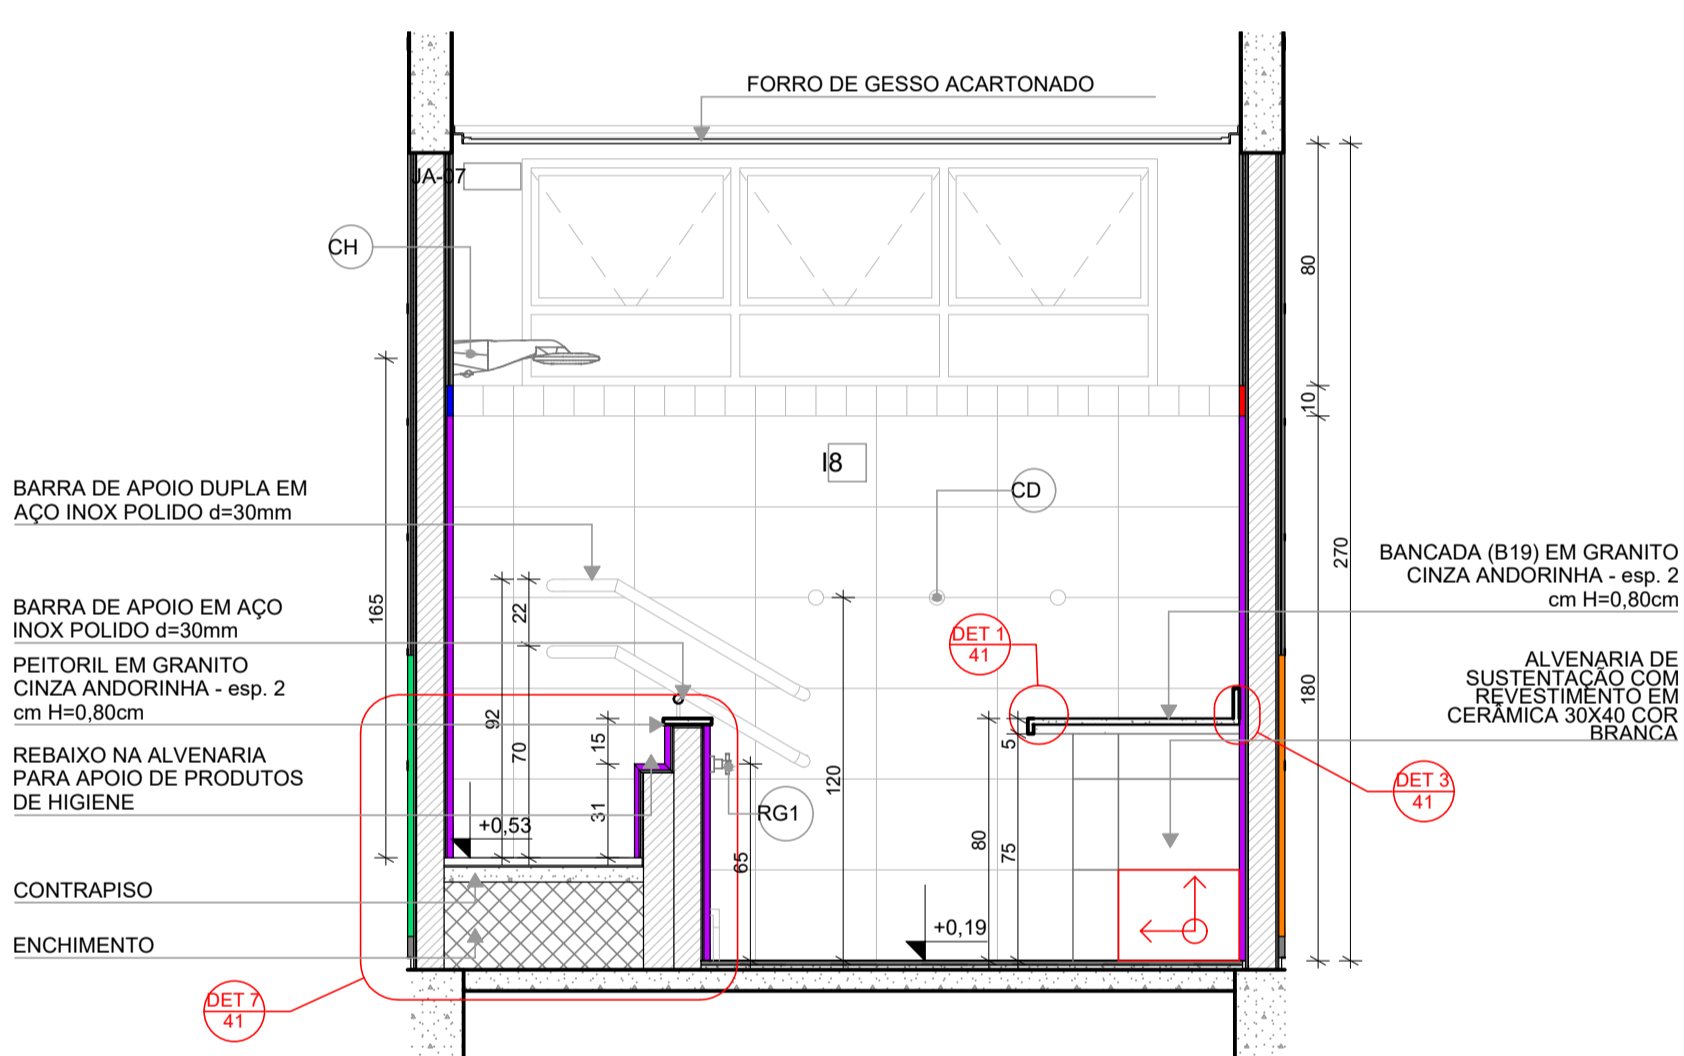 FORRO DE GESSO ACARTONADO
JA-07
CH
80
10
I8
CD
BARRA DE APOIO DUPLA EM
AÇO INOX POLIDO d=30mm
BARRA DE APOIO EM AÇO
INOX POLIDO d=30mm
PEITORIL EM GRANITO
CINZA ANDORINHA - esp. 2
cm H=0,80cm
REBAIXO NA ALVENARIA
PARA APOIO DE PRODUTOS
DE HIGIENE
CONTRAPISO
ENCHIMENTO
165
92
22
70
15
31
+0,53
RG1
65
120
DET 1
41
5
80
75
+0,19
270
180
BANCADA (B19) EM GRANITO
CINZA ANDORINHA - esp. 2
cm H=0,80cm
ALVENARIA DE
SUSTENTAÇÃO COM
REVESTIMENTO EM
CERÂMICA 30X40 COR
BRANCA
DET 3
41
DET 7
41